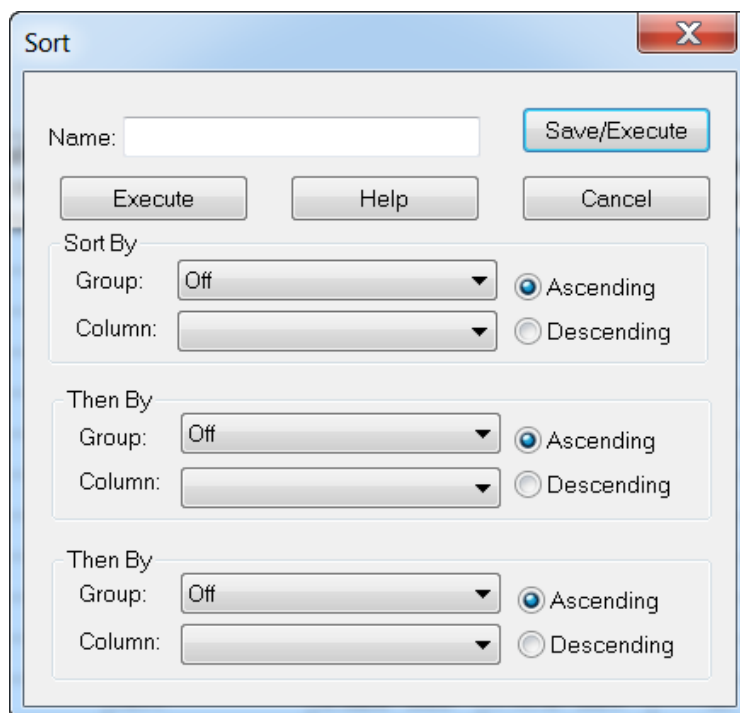 Sort
Name:
Save/Execute
Execute
Help
Cancel
Sort By
Group:
Off
Ascending
Column:
Descending
Then By
Group:
Off
Ascending
Column:
Descending
Then By
Group:
Off
Ascending
Column:
Descending